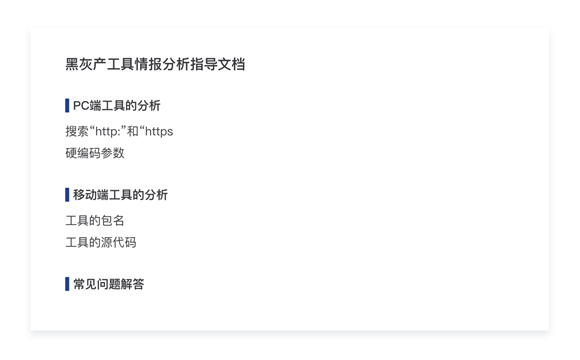 黑灰产工具情报分析指导文档
PC端工具的分析
搜索“http:”和“https
硬编码参数
移动端工具的分析
工具的包名
工具的源代码
常见问题解答